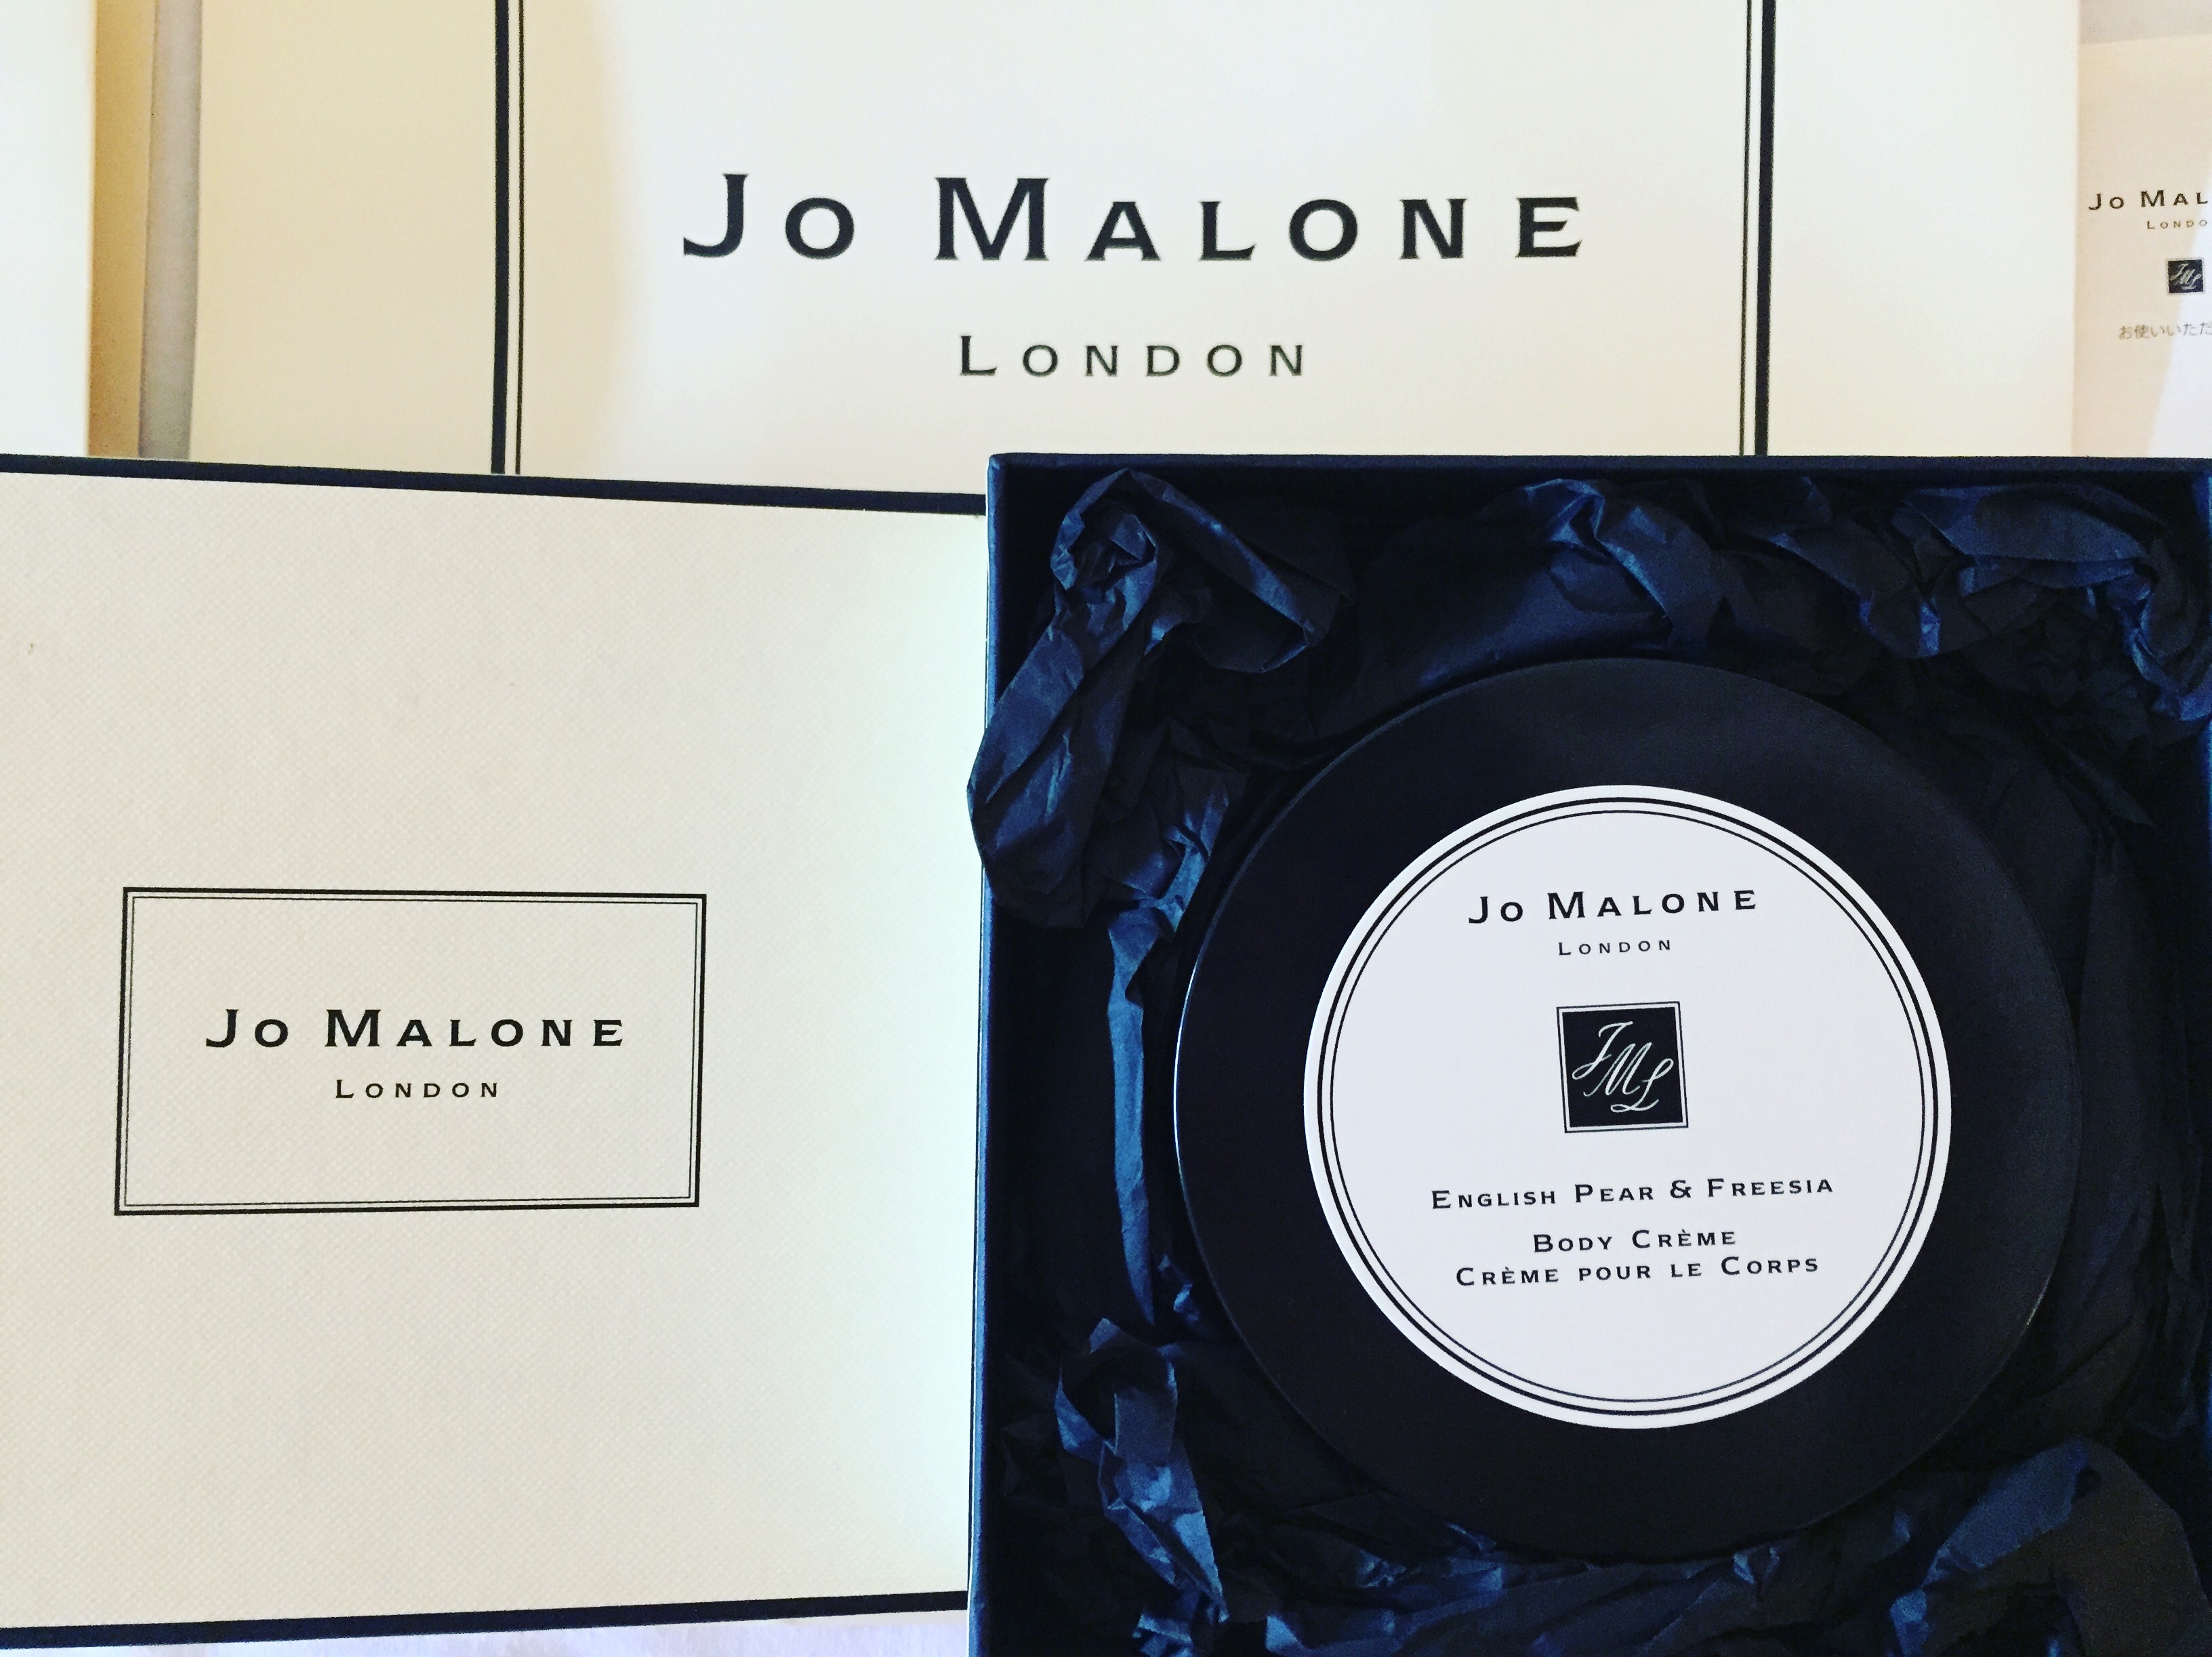 JO MALONE
LONDON
JO MAL
LONDO
JML
お使いいただ
JO MALONE
LONDON
JO MALONE
LONDON
JML
ENGLISH PEAR & FREESIA
BODY CRÈME
CRÈME POUR LE CORPS